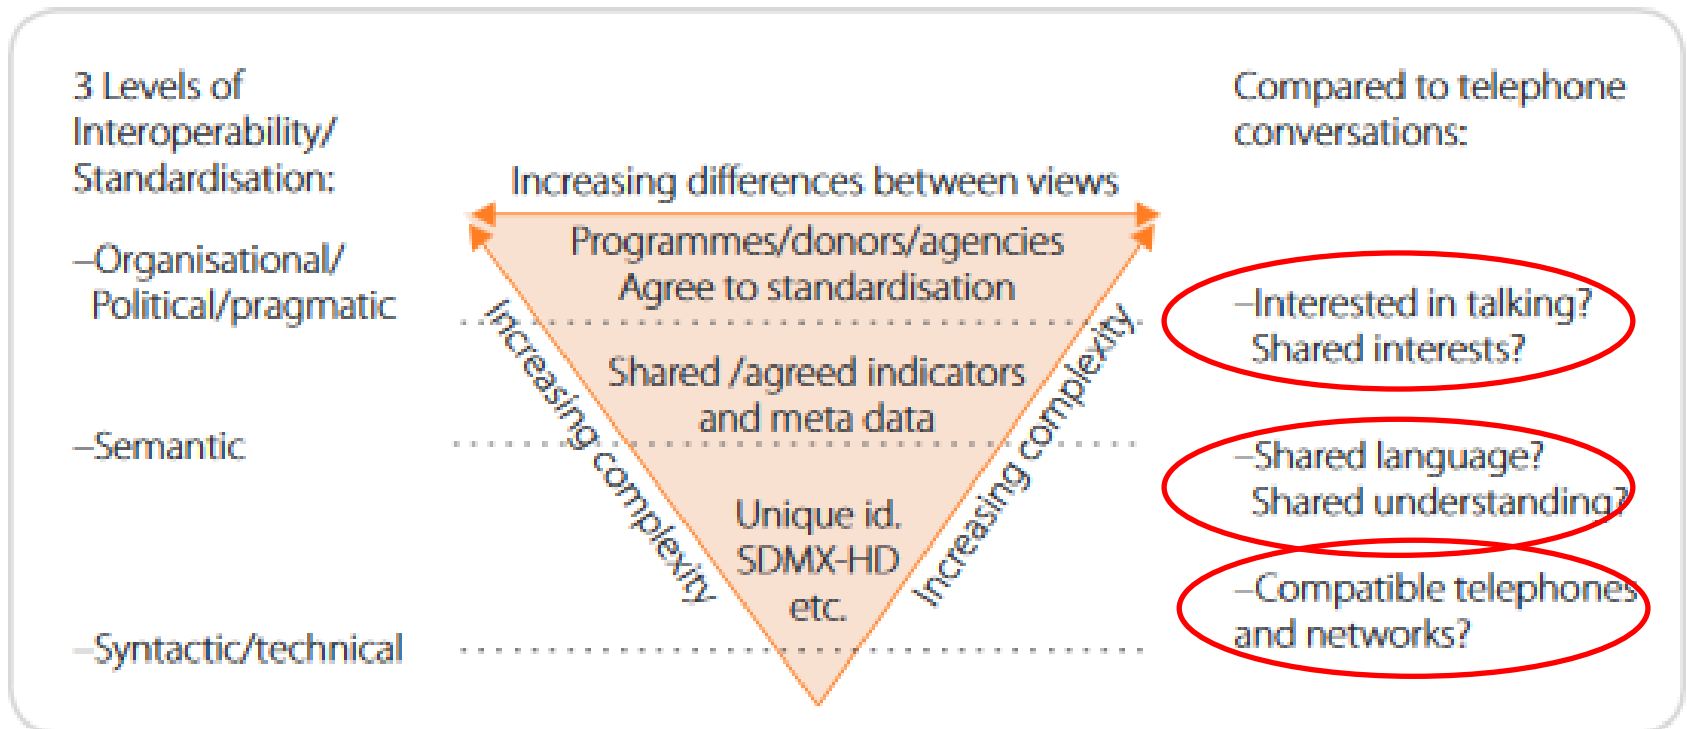 3 Levels of
Interoperability/
Standardisation:
–Organisational/
Political/pragmatic
–Semantic
–Syntactic/technical
Increasing differences between views
Programmes/donors/agencies
Agree to standardisation
Shared /agreed indicators
and meta data
Unique id.
SDMX-HD
etc.
Increasing complexity
Increasing complexity
Compared to telephone
conversations:
–Interested in talking?
Shared interests?
–Shared language?
Shared understanding?
–Compatible telephones
and networks?